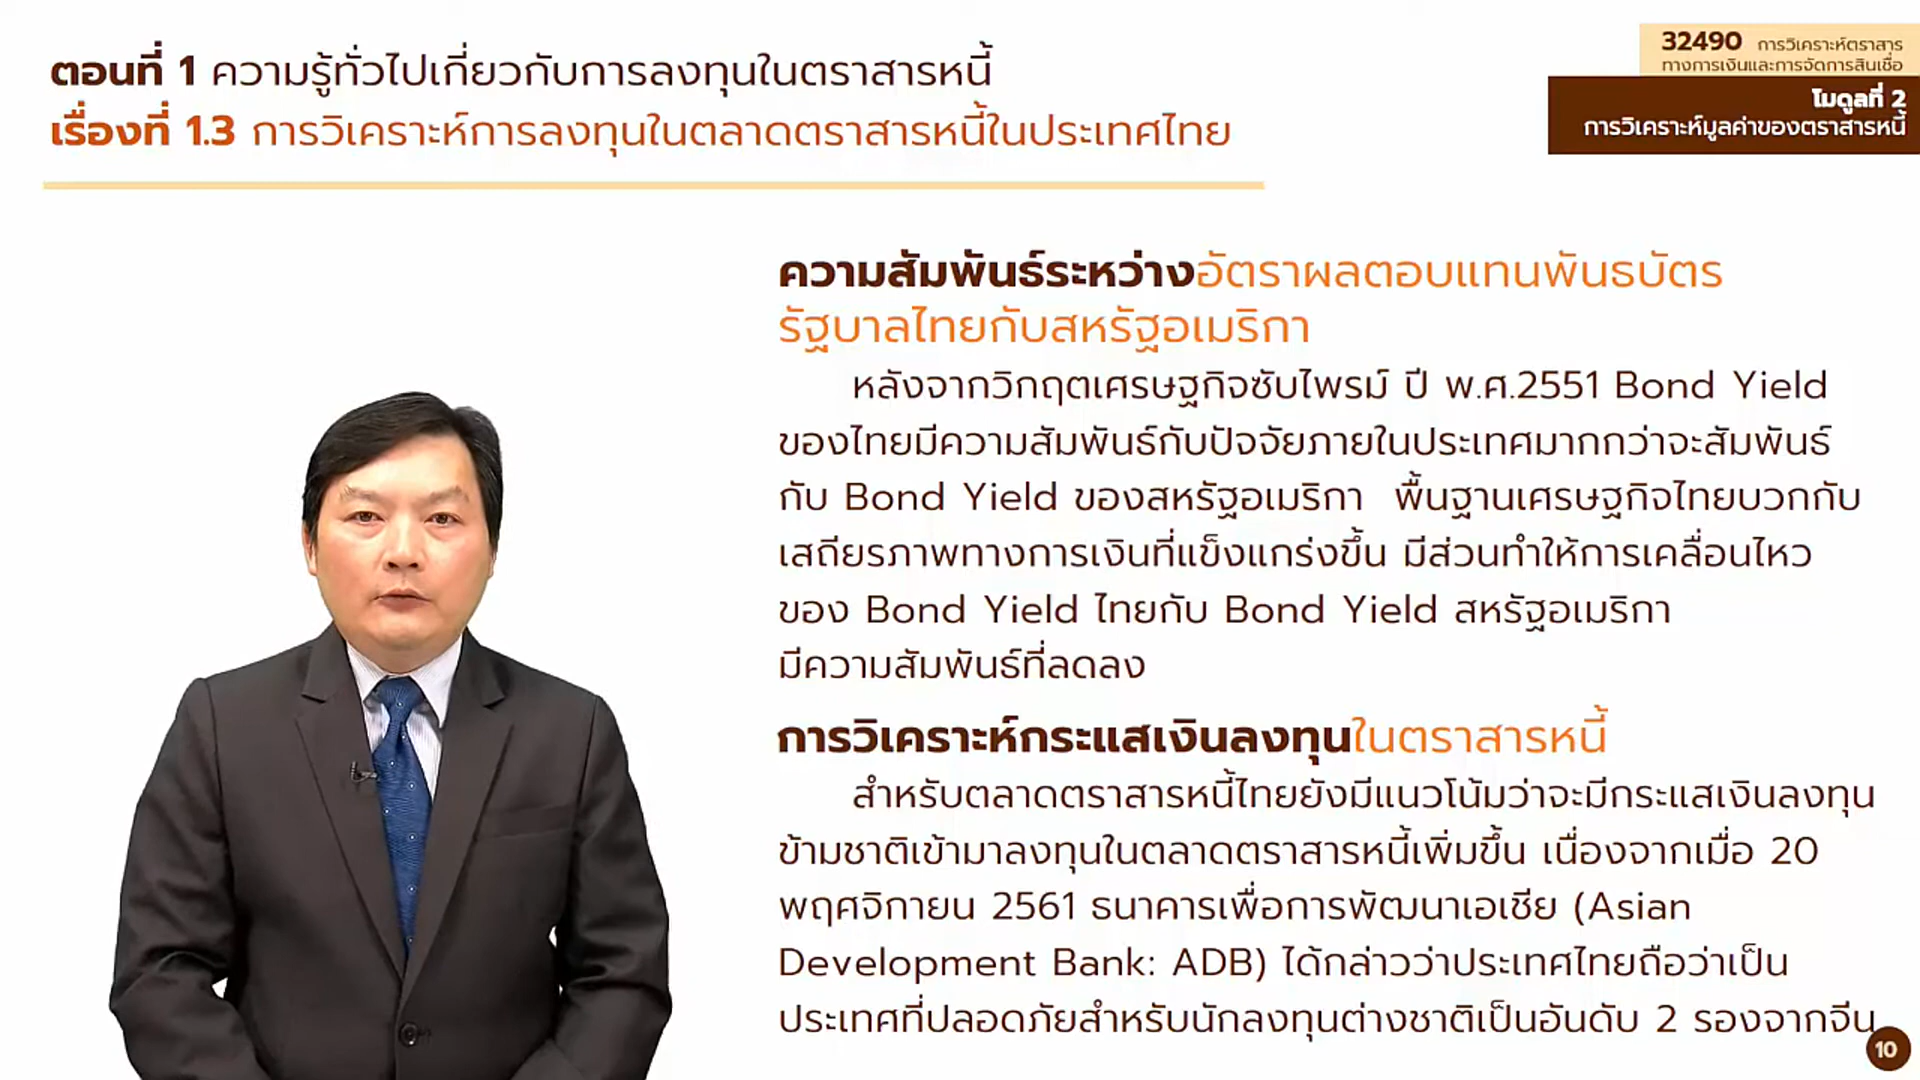 ตอนที่ 1 ความรู้ทั่วไปเกี่ยวกับการลงทุนในตราสารหนี้
เรื่องที่ 1.3 การวิเคราะห์การลงทุนในตลาดตราสารหนี้ในประเทศไทย
32490 การวิเคราะห์ตราสาร
ทางการเงินและการจัดการสินเชื่อ
โมดูลที่ 2
การวิเคราะห์มูลค่าของตราสารหนี้
ความสัมพันธ์ระหว่างอัตราผลตอบแทนพันธบัตร
รัฐบาลไทยกับสหรัฐอเมริกา
หลังจากวิกฤตเศรษฐกิจซับไพรม์ ปี พ.ศ.2551 Bond Yield
ของไทยมีความสัมพันธ์กับปัจจัยภายในประเทศมากกว่าจะสัมพันธ์
กับ Bond Yield ของสหรัฐอเมริกา พื้นฐานเศรษฐกิจไทยบวกกับ
เสถียรภาพทางการเงินที่แข็งแกร่งขึ้น มีส่วนทำให้การเคลื่อนไหว
ของ Bond Yield ไทยกับ Bond Yield สหรัฐอเมริกา
มีความสัมพันธ์ที่ลดลง
การวิเคราะห์กระแสเงินลงทุนในตราสารหนี้
สำหรับตลาดตราสารหนี้ไทยยังมีแนวโน้มว่าจะมีกระแสเงินลงทุน
ข้ามชาติเข้ามาลงทุนในตลาดตราสารหนี้เพิ่มขึ้น เนื่องจากเมื่อ 20
พฤศจิกายน 2561 ธนาคารเพื่อการพัฒนาเอเชีย (Asian
Development Bank: ADB) ได้กล่าวว่าประเทศไทยถือว่าเป็น
ประเทศที่ปลอดภัยสำหรับนักลงทุนต่างชาติเป็นอันดับ 2 รองจากจีน
10